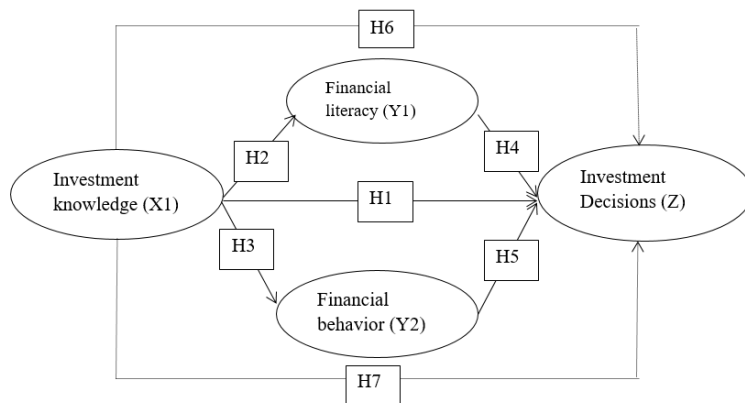 H6
Financial
literacy (Y1)
H2
H4
Investment
knowledge (X1)
H1
Investment
Decisions (Z)
H3
H5
Financial
behavior (Y2)
H7